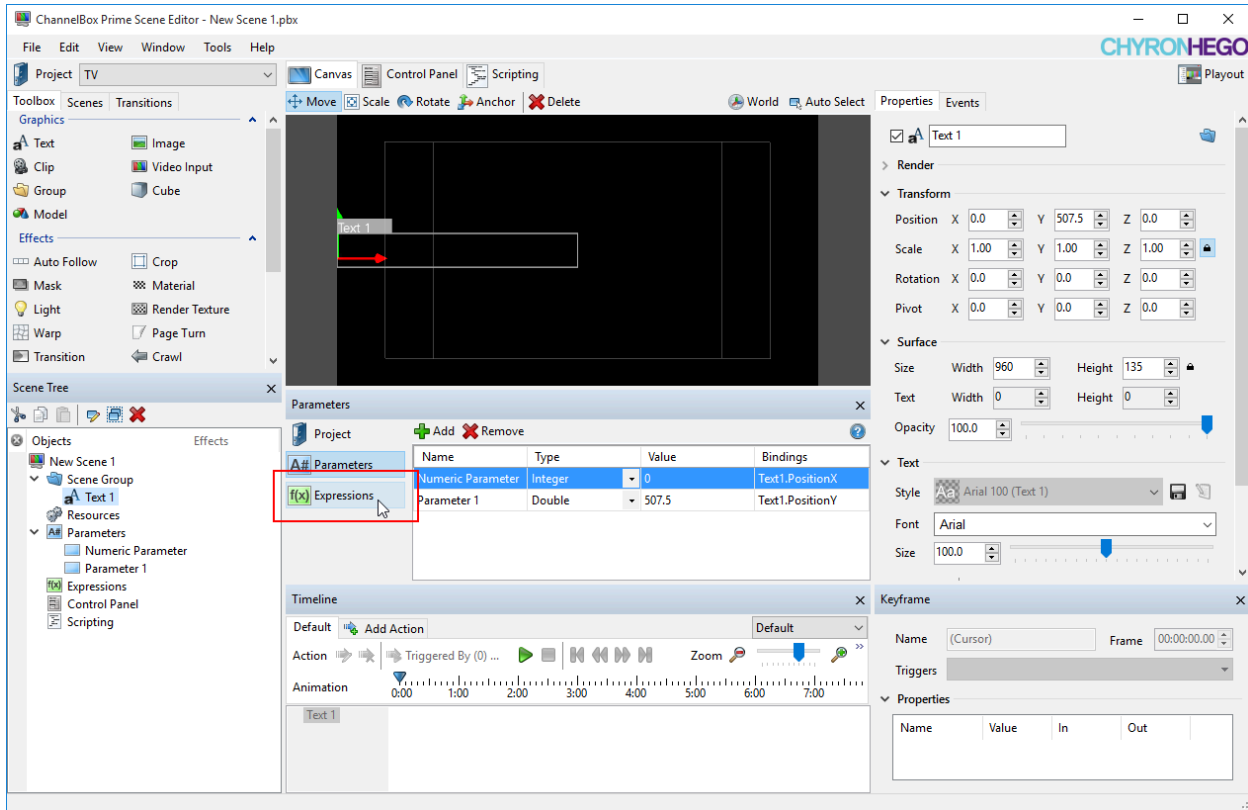 ChannelBox Prime Scene Editor - New Scene 1.pbx
File Edit View Window Tools Help
CHYRONHEGO
Project TV
Canvas Control Panel Scripting
Playout
Toolbox Scenes Transitions
Move Scale Rotate Anchor Delete
World Auto Select
Properties Events
Graphics
Text Image
Clip Video Input
Group Cube
Model
Effects
Auto Follow Crop
Mask Material
Light Render Texture
Warp Page Turn
Transition Crawl
Text 1
Text 1
Render
Transform
Position X 0.0 Y 507.5 Z 0.0
Scale X 1.00 Y 1.00 Z 1.00
Rotation X 0.0 Y 0.0 Z 0.0
Pivot X 0.0 Y 0.0 Z 0.0
Surface
Size Width 960 Height 135
Text Width 0 Height 0
Opacity 100.0
Text
Style Aa Arial 100 (Text 1)
Font Arial
Size 100.0
Scene Tree
Objects Effects
New Scene 1
Scene Group
Text 1
Resources
Parameters
Numeric Parameter
Parameter 1
Expressions
Control Panel
Scripting
Parameters
Project
Add Remove
A# Parameters
f(x) Expressions
Name Type Value Bindings
Numeric Parameter Integer 0 Text1.PositionX
Parameter 1 Double 507.5 Text1.PositionY
Timeline
Default Add Action Default
Action Triggered By (0) ... Zoom
Animation 0:00 1:00 2:00 3:00 4:00 5:00 6:00 7:00
Text 1
Keyframe
Name (Cursor) Frame 00:00:00.00
Triggers
Properties
Name Value In Out